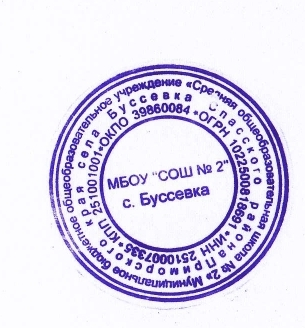 Муниципальное бюджетное общеобразовательное учреждение «Средняя общеобразовательная школа № 2»
села Буссевка Спасского района Приморского края
КПП 251001001*ОКПО 39860084*ОГРН
*ИНН 2510007335*
МБОУ "СОШ № 2"
с. Буссевка